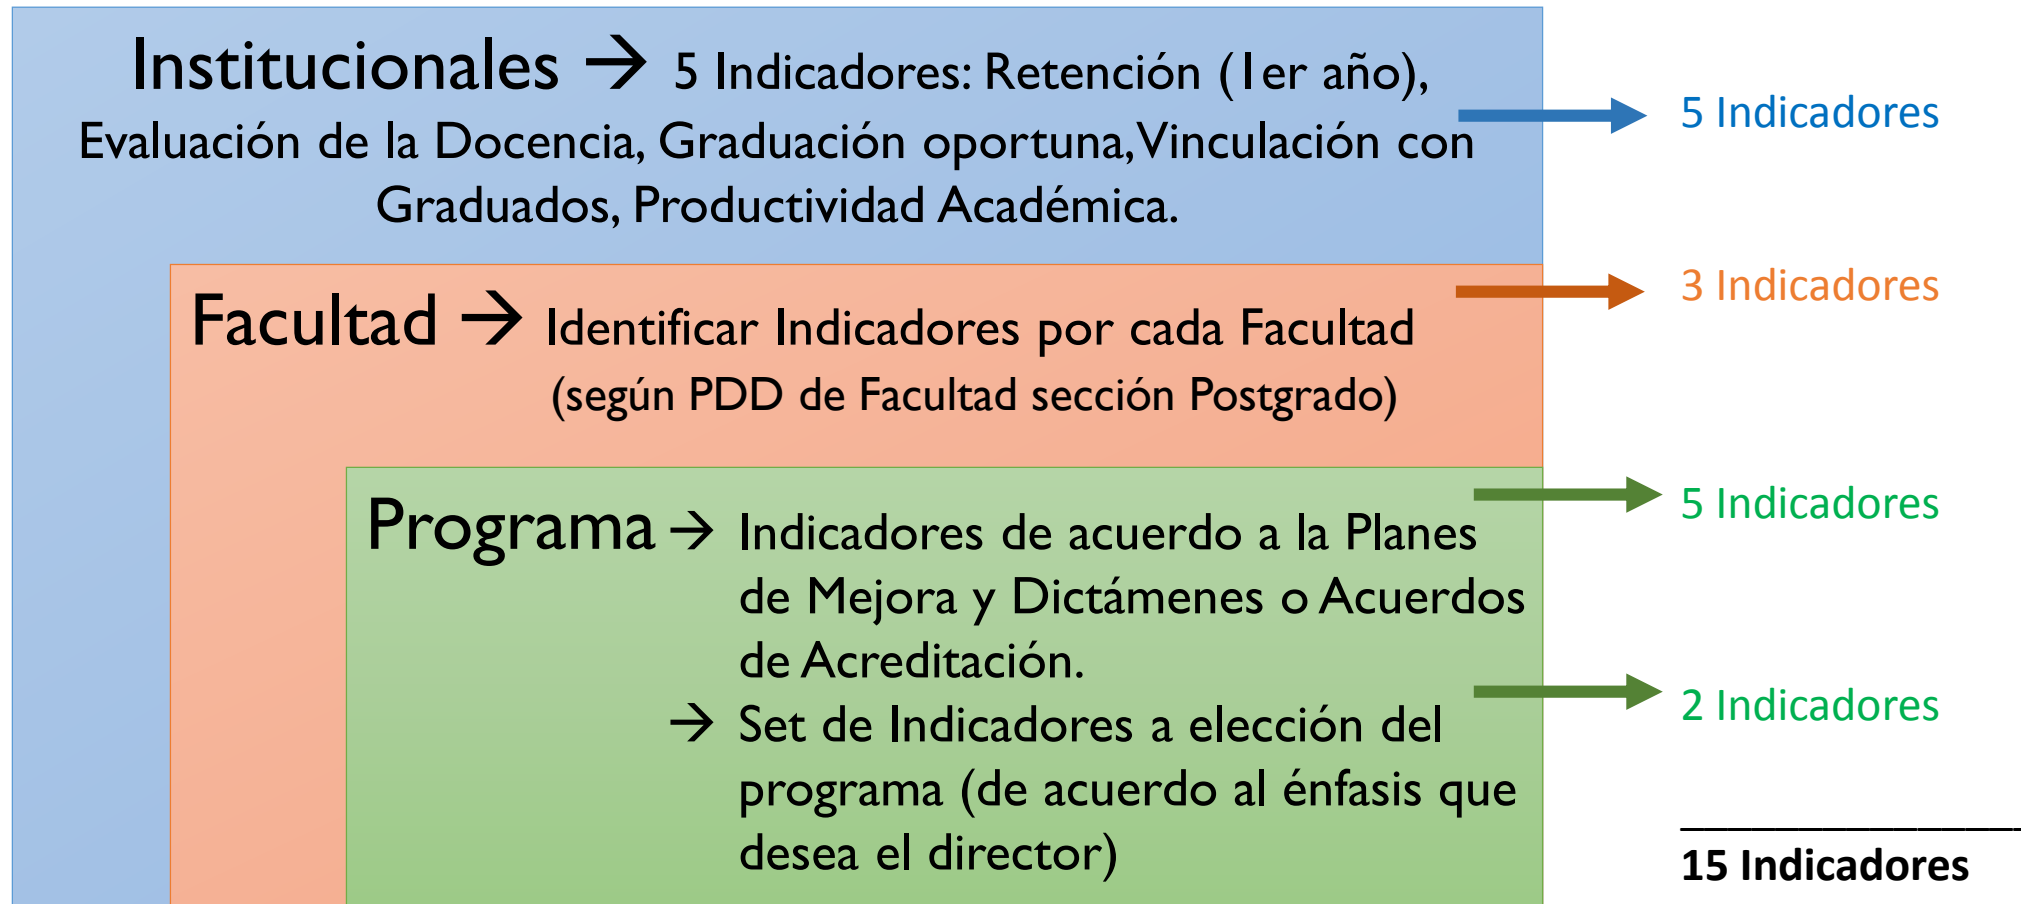 Institucionales → 5 Indicadores: Retención (1er año),
Evaluación de la Docencia, Graduación oportuna, Vinculación con
Graduados, Productividad Académica.
5 Indicadores
Facultad → Identificar Indicadores por cada Facultad
(según PDD de Facultad sección Postgrado)
3 Indicadores
Programa → Indicadores de acuerdo a la Planes
de Mejora y Dictámenes o Acuerdos
de Acreditación.
5 Indicadores
→ Set de Indicadores a elección del
programa (de acuerdo al énfasis que
desea el director)
2 Indicadores
15 Indicadores